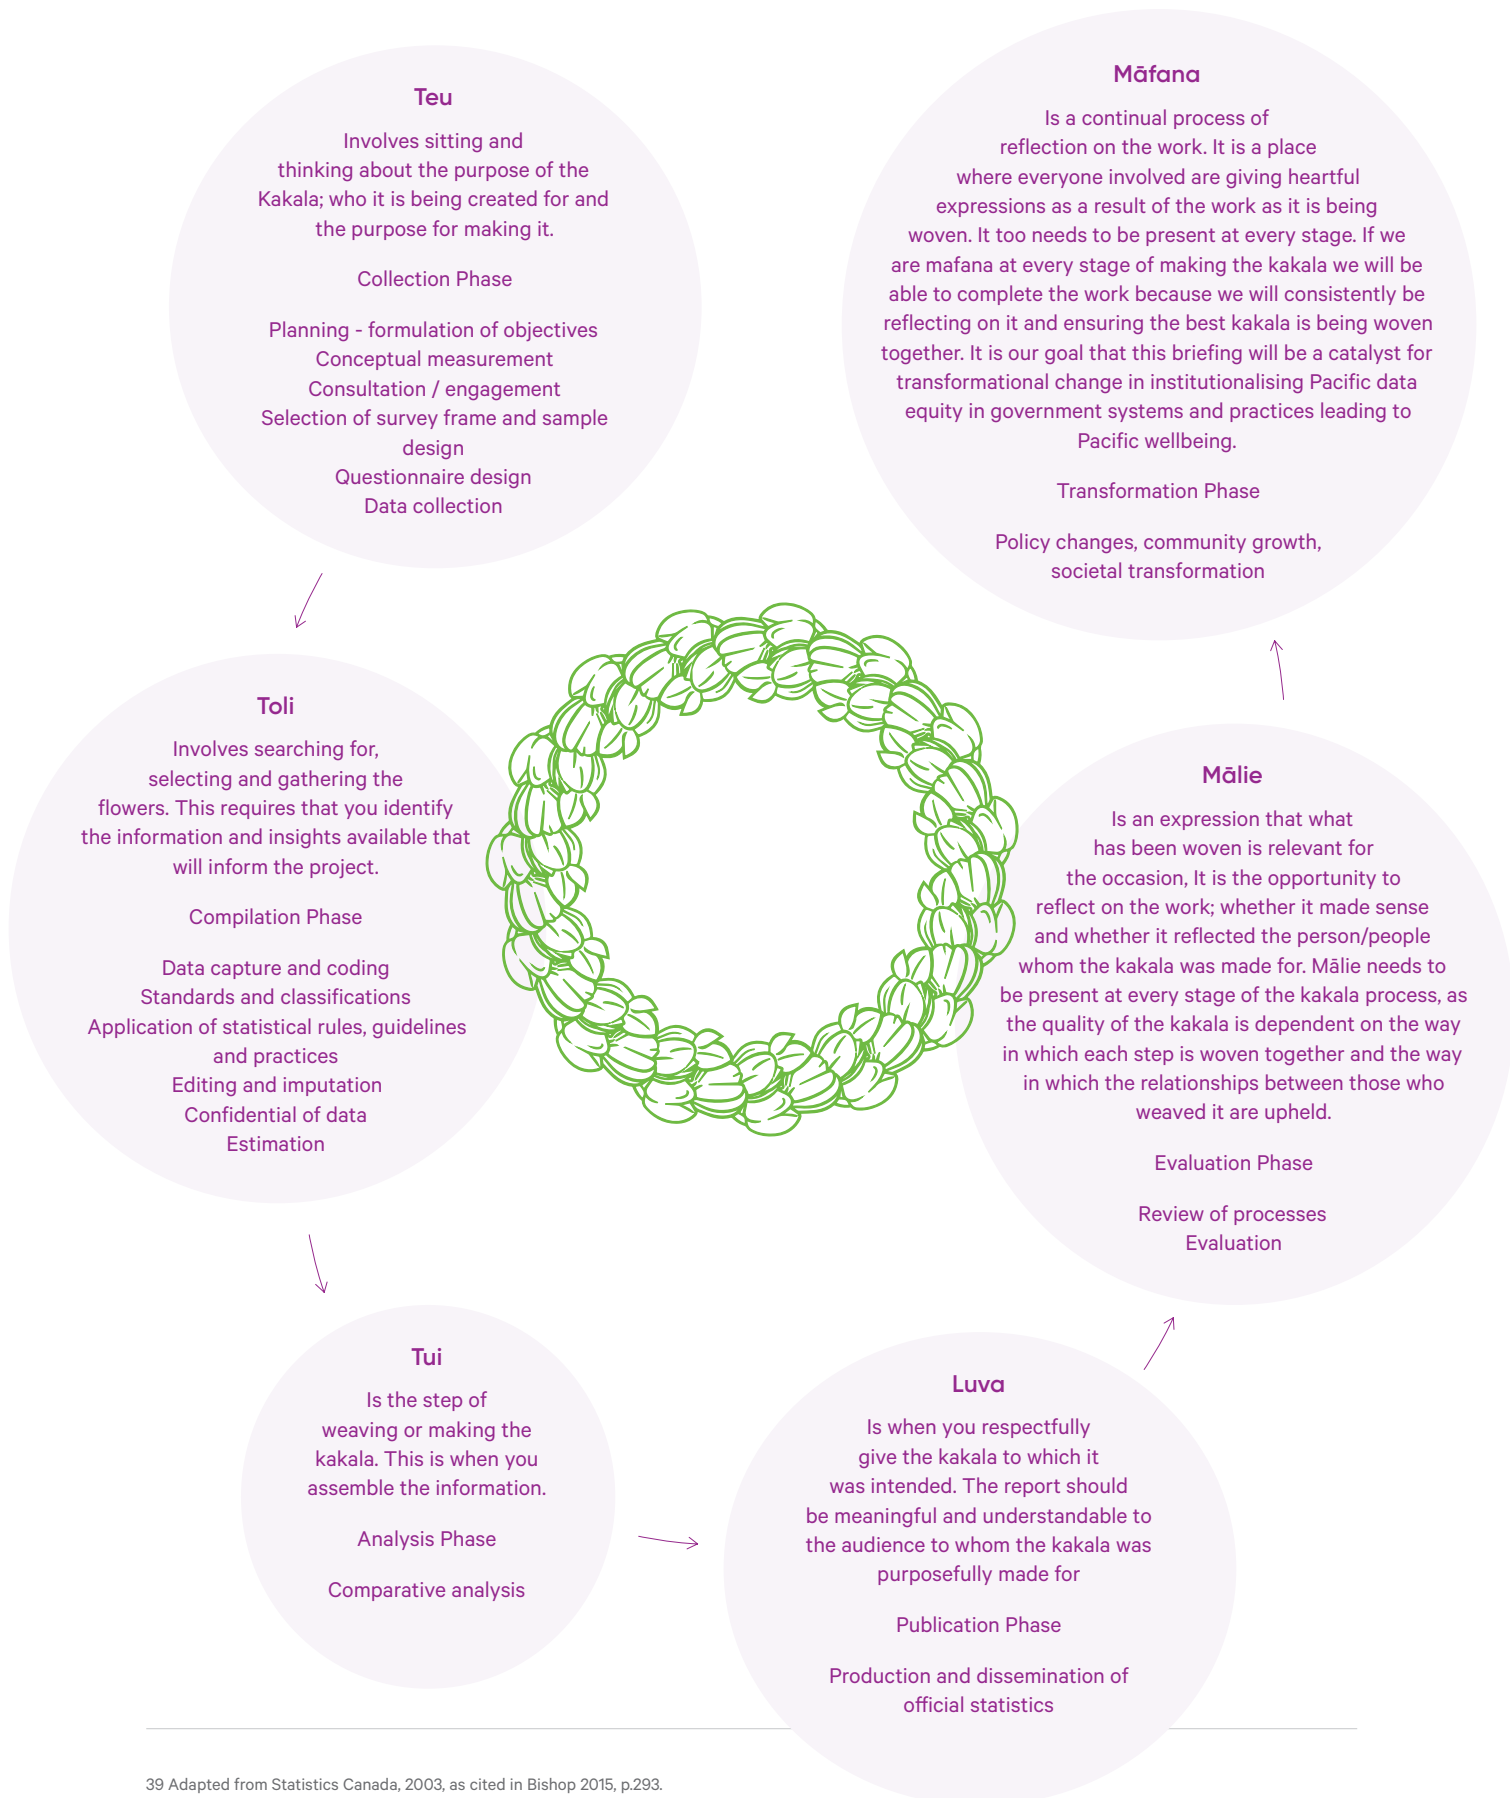 Teu
Involves sitting and
thinking about the purpose of the
Kakala; who it is being created for and
the purpose for making it.
Collection Phase
Planning - formulation of objectives
Conceptual measurement
Consultation / engagement
Selection of survey frame and sample
design
Questionnaire design
Data collection
Toli
Involves searching for,
selecting and gathering the
flowers. This requires that you identify
the information and insights available that
will inform the project.
Compilation Phase
Data capture and coding
Standards and classifications
Application of statistical rules, guidelines
and practices
Editing and imputation
Confidential of data
Estimation
Tui
Is the step of
weaving or making the
kakala. This is when you
assemble the information.
Analysis Phase
Comparative analysis
Luva
Is when you respectfully
give the kakala to which it
was intended. The report should
be meaningful and understandable to
the audience to whom the kakala was
purposefully made for
Publication Phase
Production and dissemination of
official statistics
Mālie
Is an expression that what
has been woven is relevant for
the occasion, It is the opportunity to
reflect on the work; whether it made sense
and whether it reflected the person/people
whom the kakala was made for. Mālie needs to
be present at every stage of the kakala process, as
the quality of the kakala is dependent on the way
in which each step is woven together and the way
in which the relationships between those who
weaved it are upheld.
Evaluation Phase
Review of processes
Evaluation
Māfana
Is a continual process of
reflection on the work. It is a place
where everyone involved are giving heartful
expressions as a result of the work as it is being
woven. It too needs to be present at every stage. If we
are mafana at every stage of making the kakala we will be
able to complete the work because we will consistently be
reflecting on it and ensuring the best kakala is being woven
together. It is our goal that this briefing will be a catalyst for
transformational change in institutionalising Pacific data
equity in government systems and practices leading to
Pacific wellbeing.
Transformation Phase
Policy changes, community growth,
societal transformation
39 Adapted from Statistics Canada, 2003, as cited in Bishop 2015, p.293.